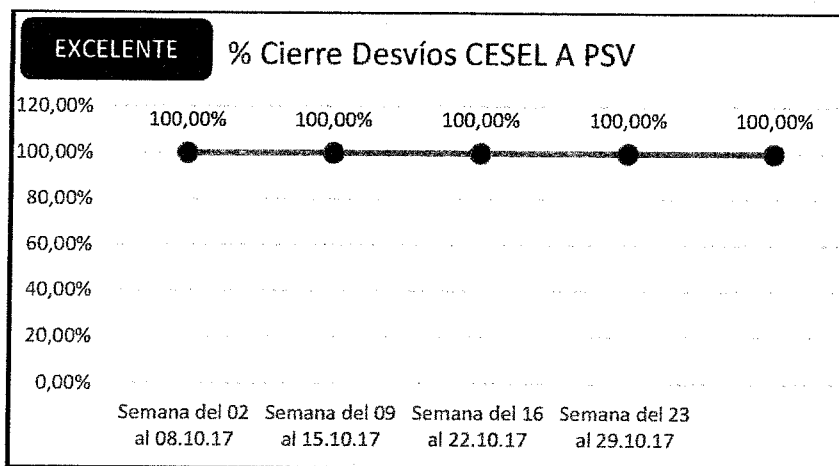 EXCELENTE
% Cierre Desvíos CESEL A PSV
120,00%
100,00%
80,00%
60,00%
40,00%
20,00%
0,00%
100,00% 100,00% 100,00% 100,00% 100,00%
Semana del 02 Semana del 09 Semana del 16 Semana del 23
al 08.10.17 al 15.10.17 al 22.10.17 al 29.10.17